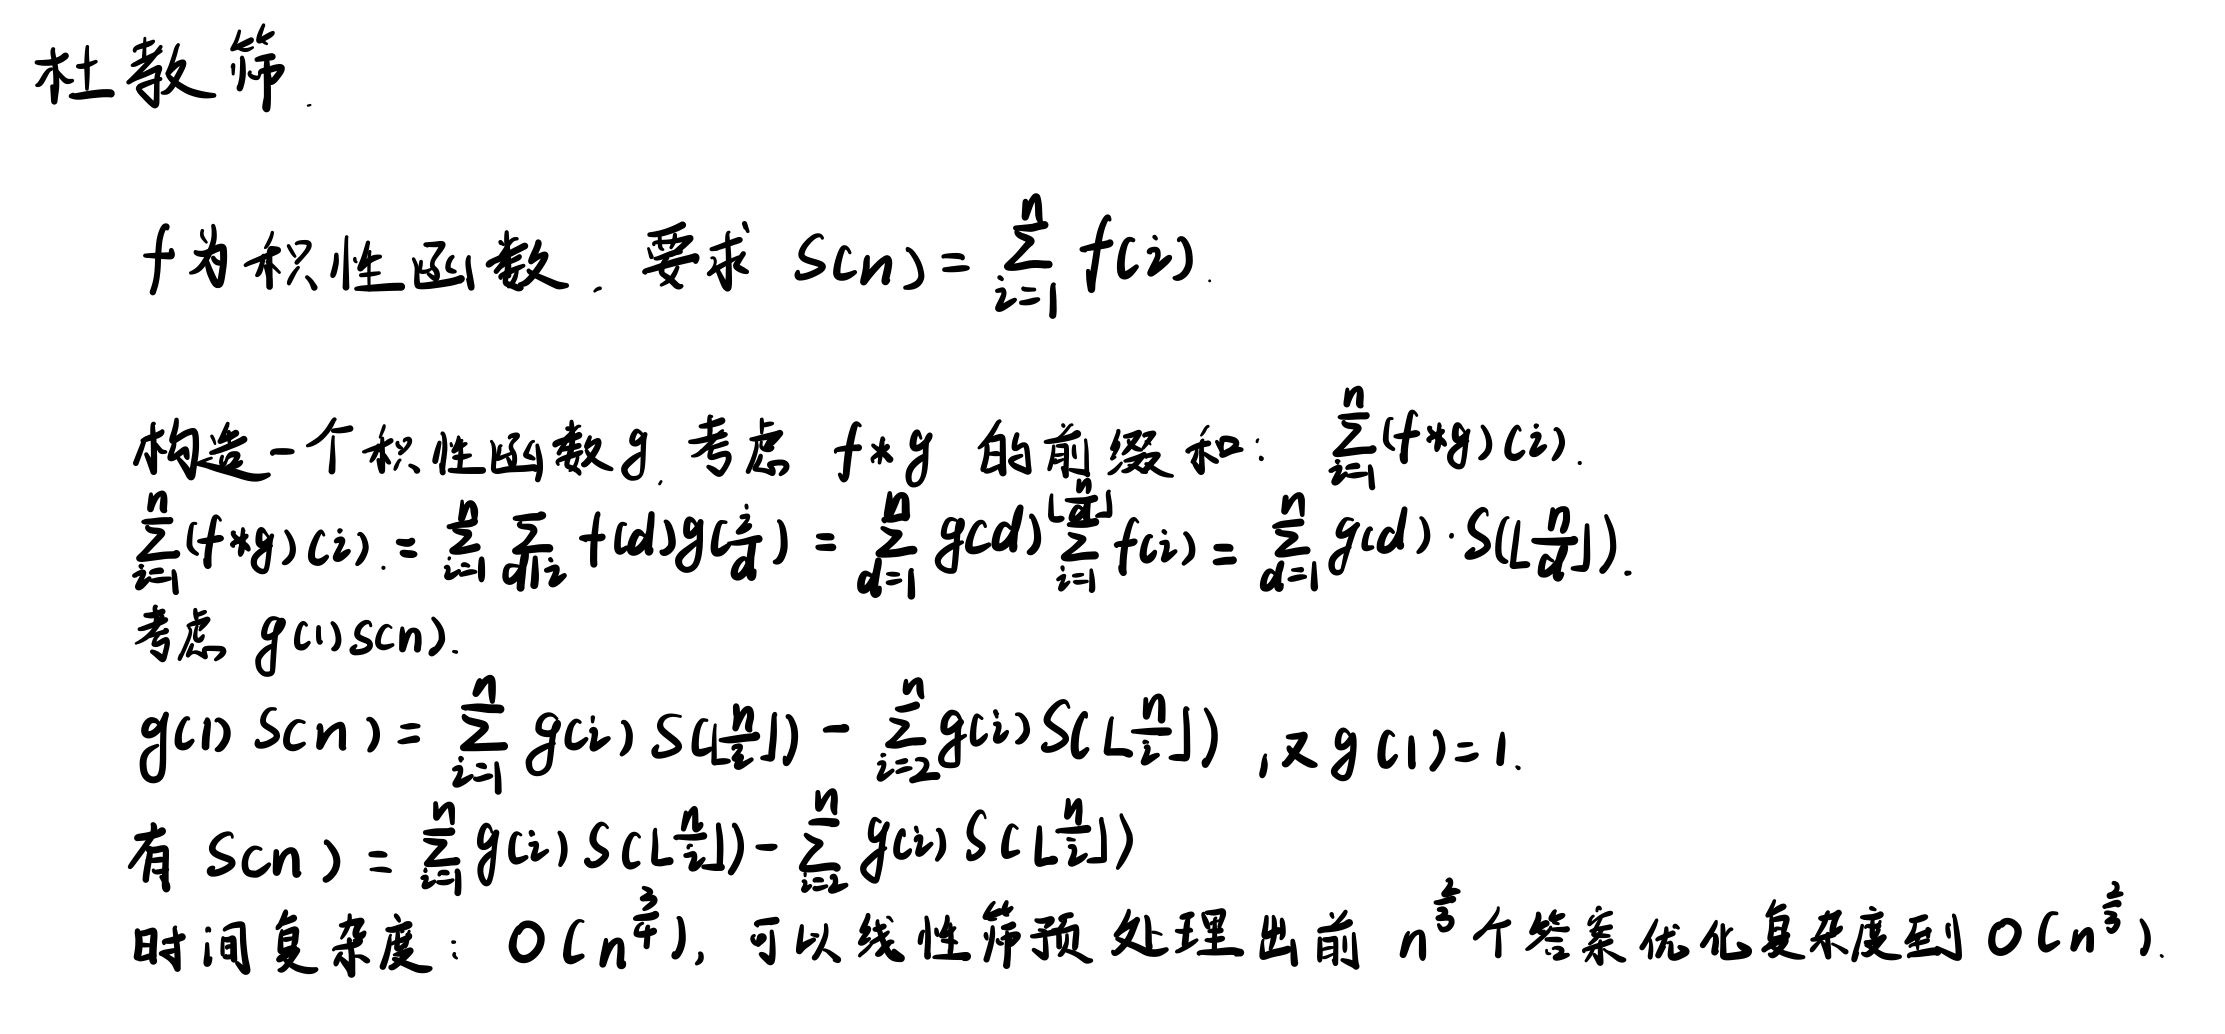 杜教筛.
f为积性函数. 要求 S(n) = \sum_{i=1}^{n} f(i).
构造一个积性函数g. 考虑 f*g 的前缀和: \sum_{i=1}^{n} (f*g)(i).
\sum_{i=1}^{n} (f*g)(i). = \sum_{i=1}^{n} \sum_{d|i} f(d)g(\frac{i}{d}) = \sum_{d=1}^{n} g(d) \sum_{i=1}^{\lfloor\frac{n}{d}\rfloor} f(i) = \sum_{d=1}^{n} g(d) \cdot S(\lfloor\frac{n}{d}\rfloor).
考虑 g(1)S(n).
g(1) S(n) = \sum_{i=1}^{n} g(i) S(\lfloor\frac{n}{i}\rfloor) - \sum_{i=2}^{n} g(i) S(\lfloor\frac{n}{i}\rfloor) ,又 g(1)=1.
有 S(n) = \sum_{i=1}^{n} g(i) S(\lfloor\frac{n}{i}\rfloor) - \sum_{i=2}^{n} g(i) S(\lfloor\frac{n}{i}\rfloor)
时间复杂度: O(n^{\frac{3}{4}}), 可以线性筛预处理出前 n^{\frac{2}{3}} 个答案优化复杂度到 O(n^{\frac{2}{3}}).